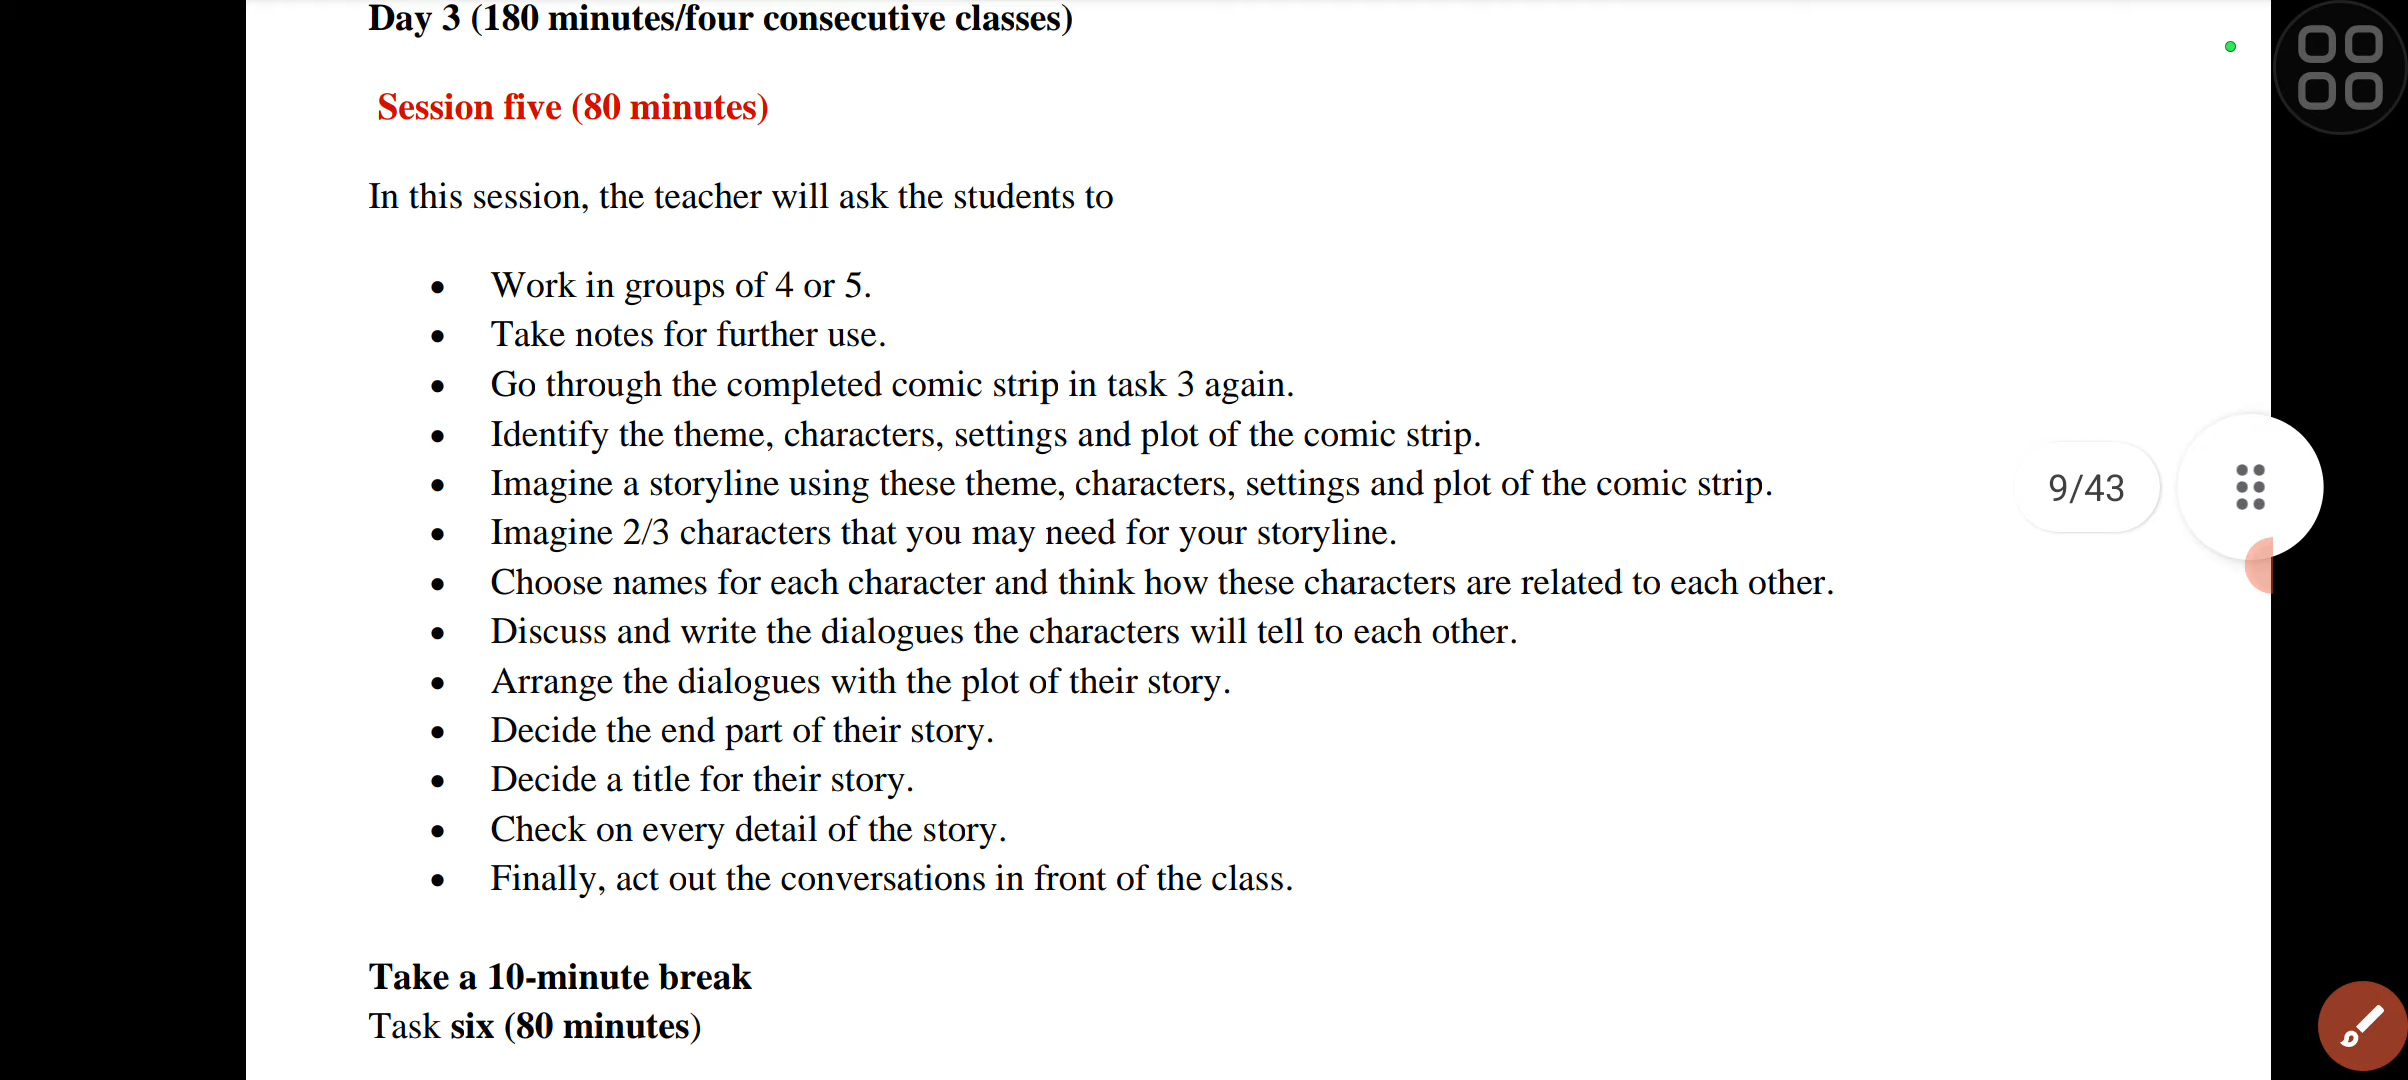 Day 3 (180 minutes/four consecutive classes)
Session five (80 minutes)
In this session, the teacher will ask the students to
• Work in groups of 4 or 5.
• Take notes for further use.
• Go through the completed comic strip in task 3 again.
• Identify the theme, characters, settings and plot of the comic strip.
• Imagine a storyline using these theme, characters, settings and plot of the comic strip.
• Imagine 2/3 characters that you may need for your storyline.
• Choose names for each character and think how these characters are related to each other.
• Discuss and write the dialogues the characters will tell to each other.
• Arrange the dialogues with the plot of their story.
• Decide the end part of their story.
• Decide a title for their story.
• Check on every detail of the story.
• Finally, act out the conversations in front of the class.
Take a 10-minute break
Task six (80 minutes)
9/43